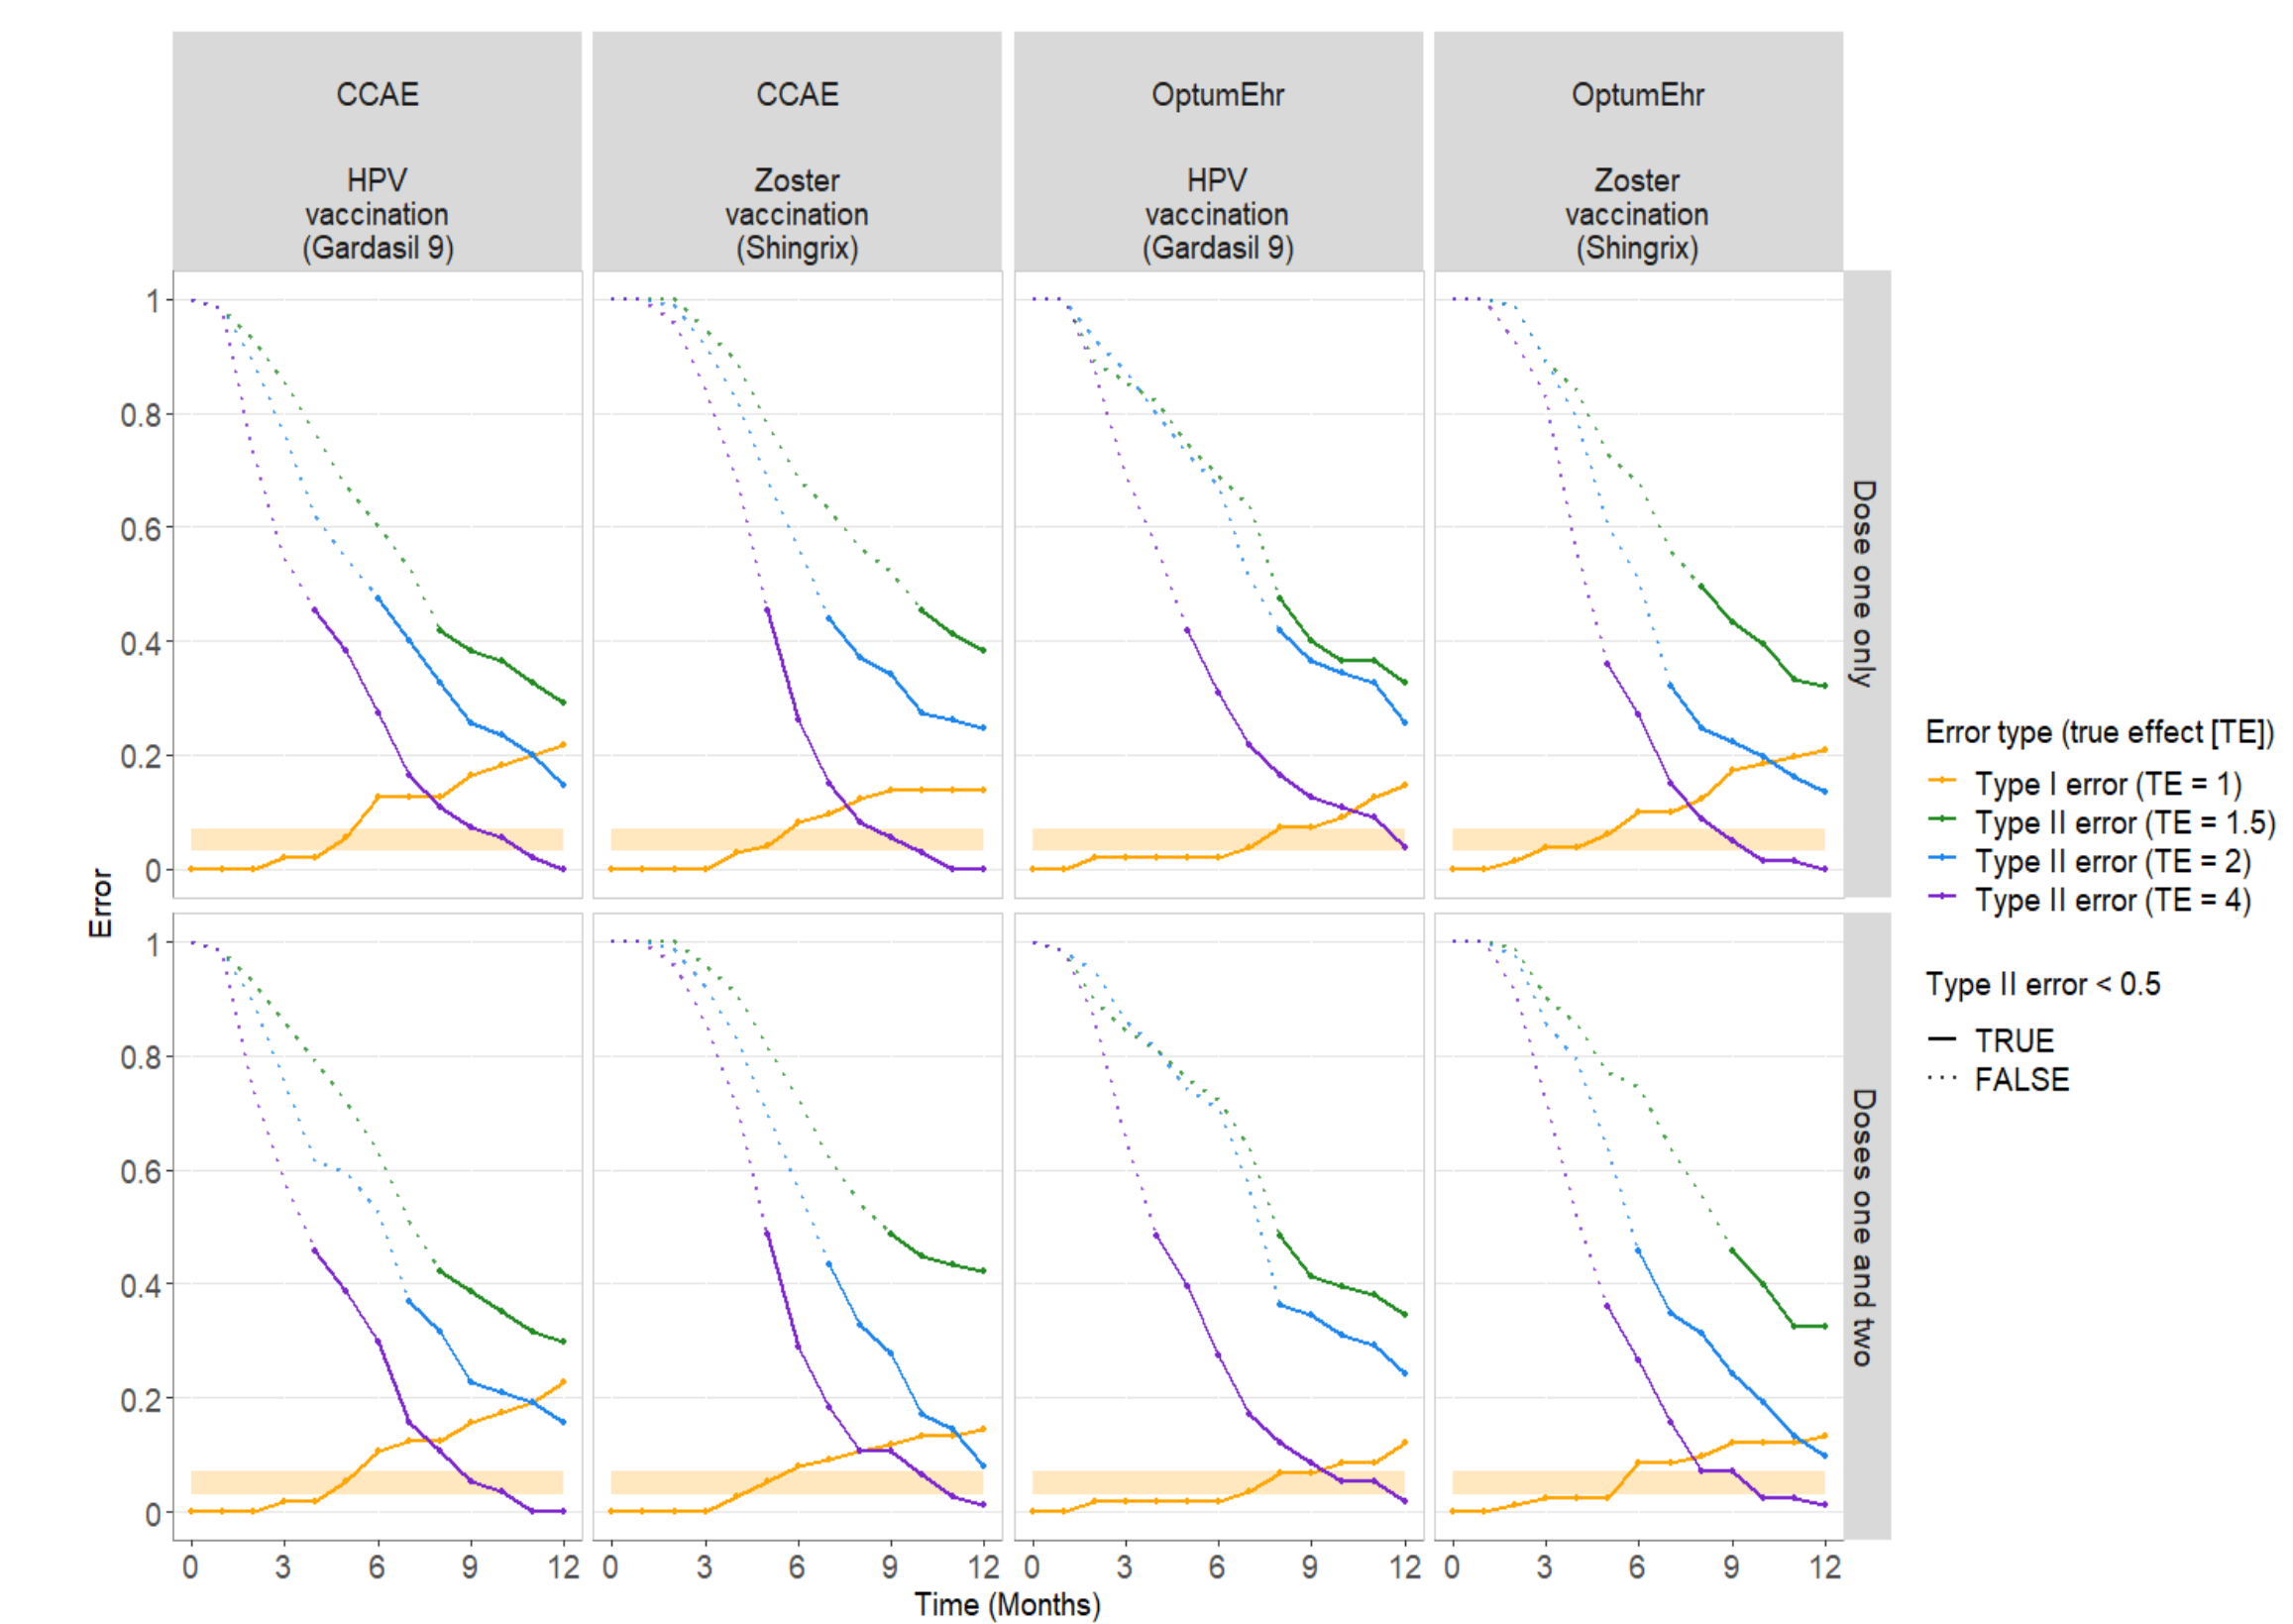 CCAE
CCAE
OptumEhr
OptumEhr
HPV
vaccination
(Gardasil 9)
Zoster
vaccination
(Shingrix)
HPV
vaccination
(Gardasil 9)
Zoster
vaccination
(Shingrix)
1
0.8
0.6
0.4
0.2
0
Dose one only
1
0.8
0.6
0.4
0.2
0
Doses one and two
Error
0 3 6 9 12
0 3 6 9 12
0 3 6 9 12
0 3 6 9 12
Time (Months)
Error type (true effect [TE])
Type I error (TE = 1)
Type II error (TE = 1.5)
Type II error (TE = 2)
Type II error (TE = 4)
Type II error < 0.5
TRUE
FALSE